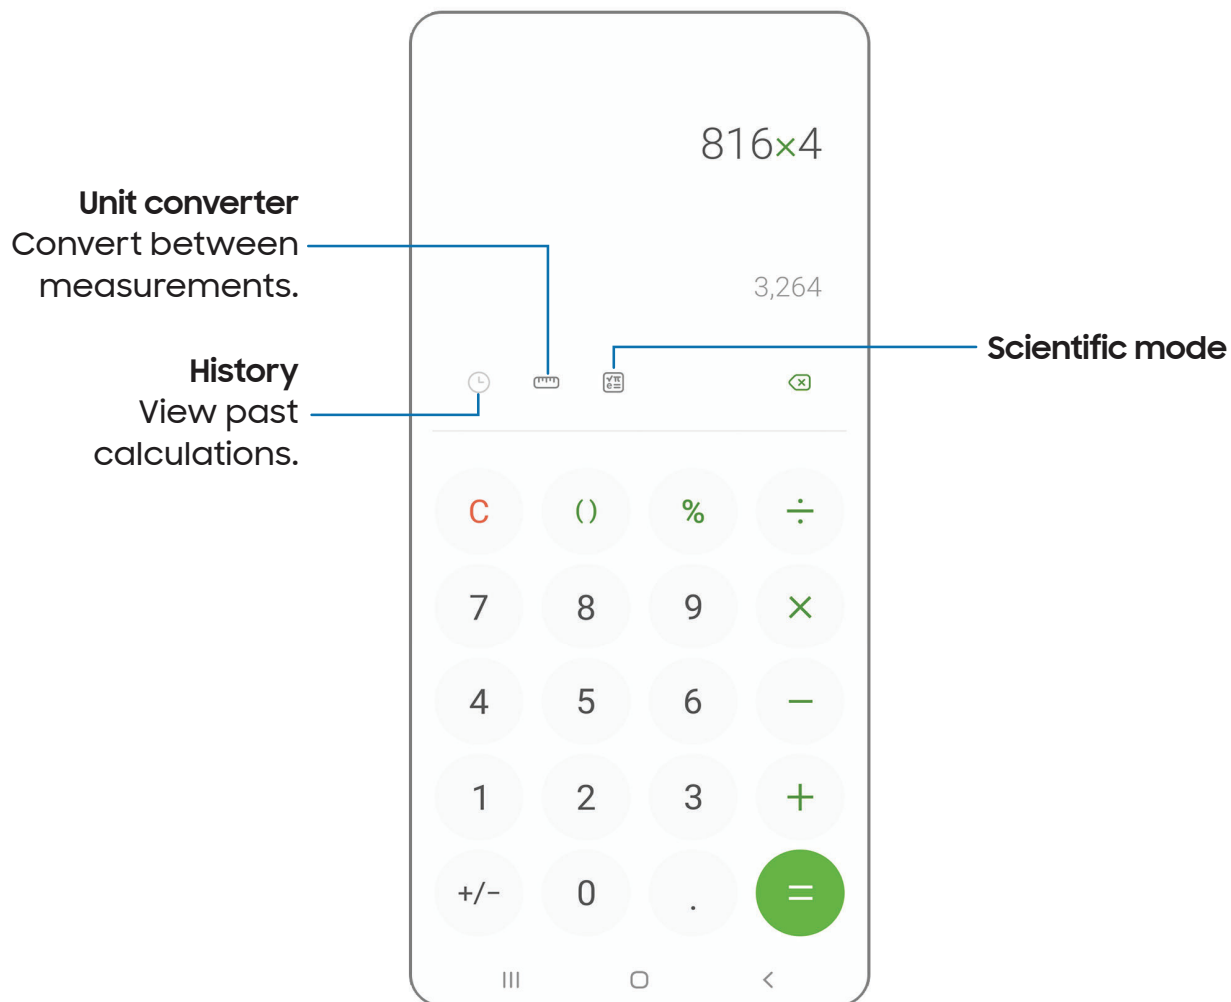 816×4
Unit converter
Convert between
measurements.
3,264
Scientific mode
History
View past
calculations.
√π
e=
C ( ) % ÷
7 8 9 ×
4 5 6 −
1 2 3 +
+/− 0 . =